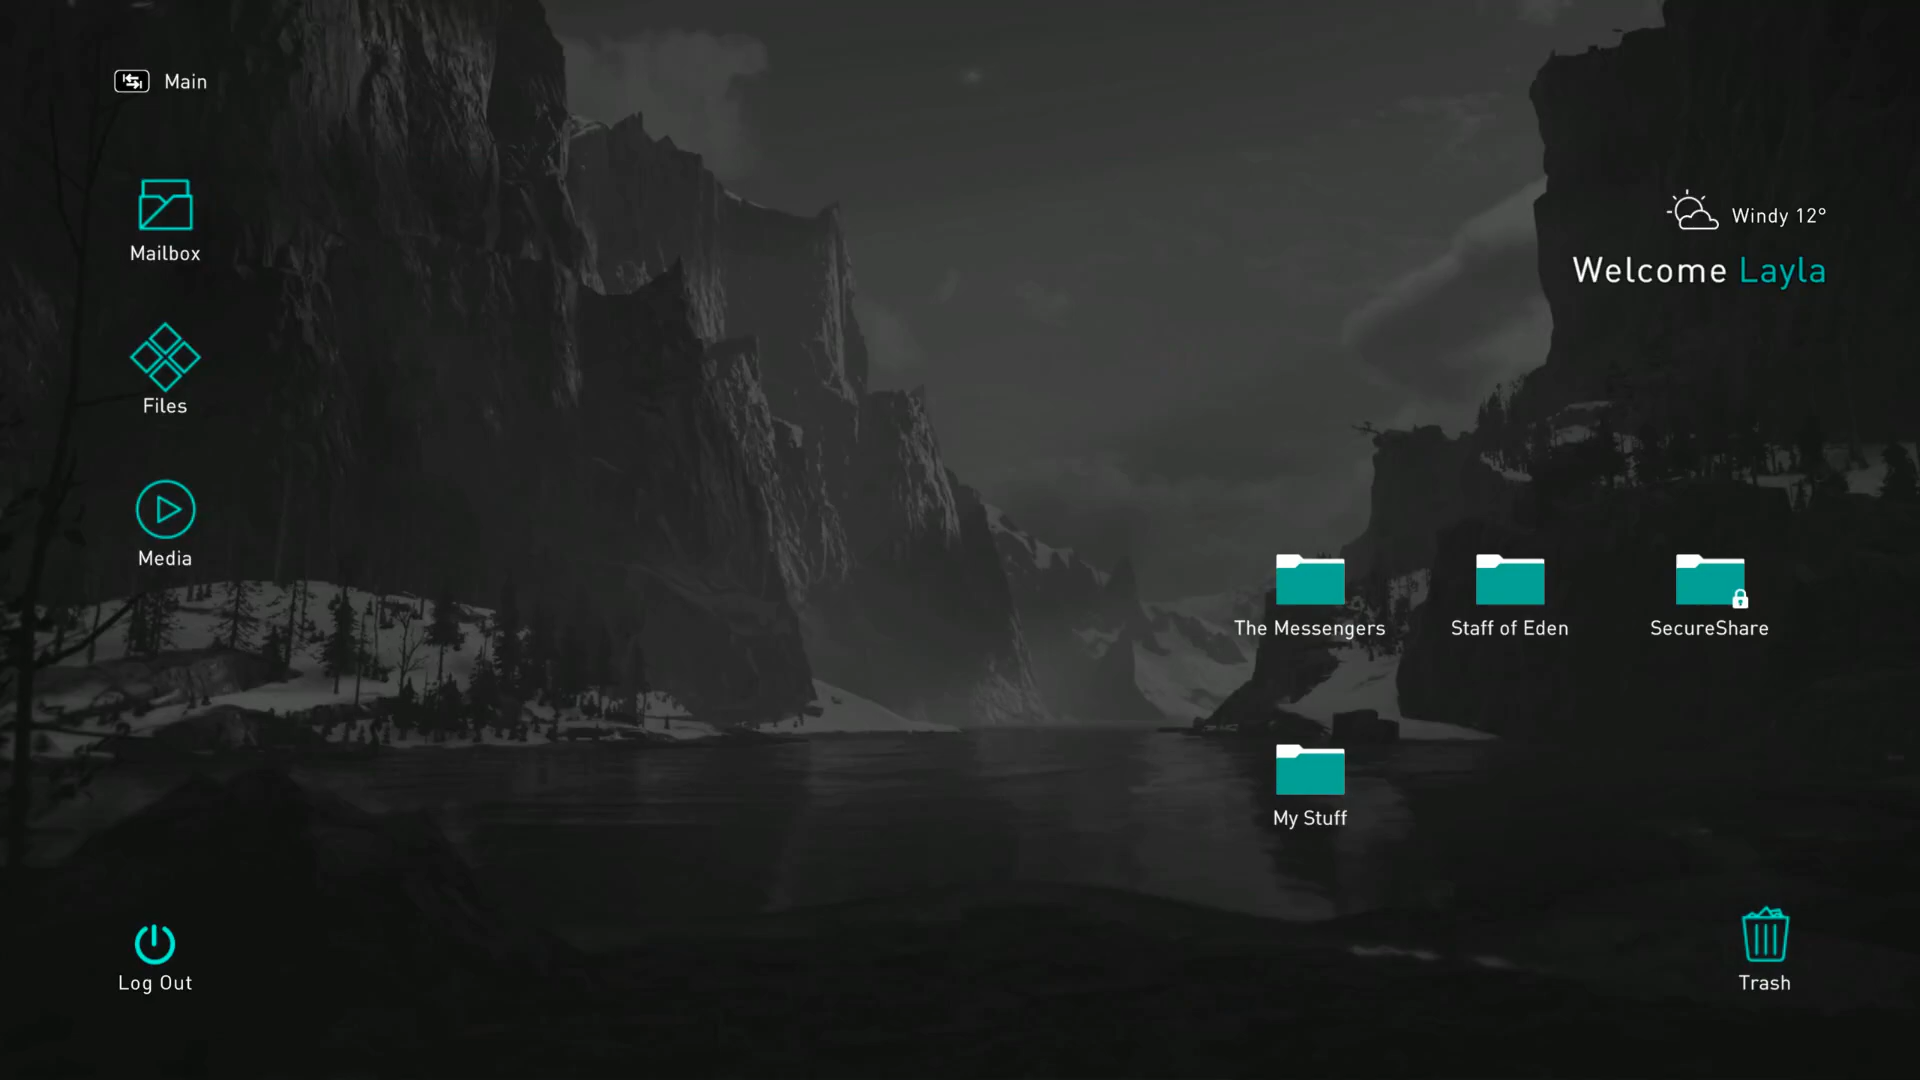 Main
Mailbox
Files
Media
Windy 12°
Welcome Layla
The Messengers
Staff of Eden
SecureShare
My Stuff
Log Out
Trash